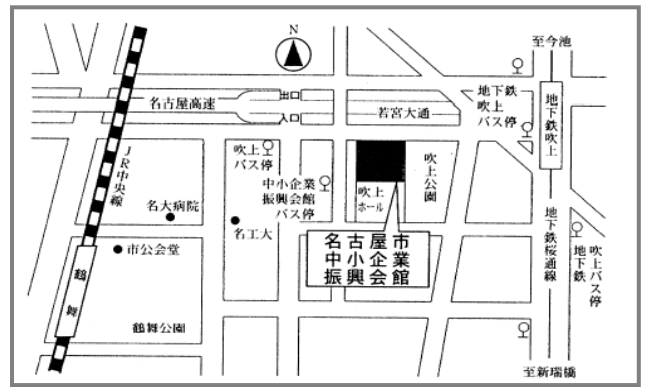 N
至今池
地下鉄
吹上
バス停
地下鉄吹上
出口
名古屋高速
入口
若宮大通
JR中央線
吹上
バス停
中小企業
振興会館
バス停
吹上
ホール
吹上公園
名大病院
名工大
市公会堂
名古屋市
中小企業
振興会館
地下鉄桜通線
吹上バス停
地下鉄
鶴舞
鶴舞公園
至新瑞橋